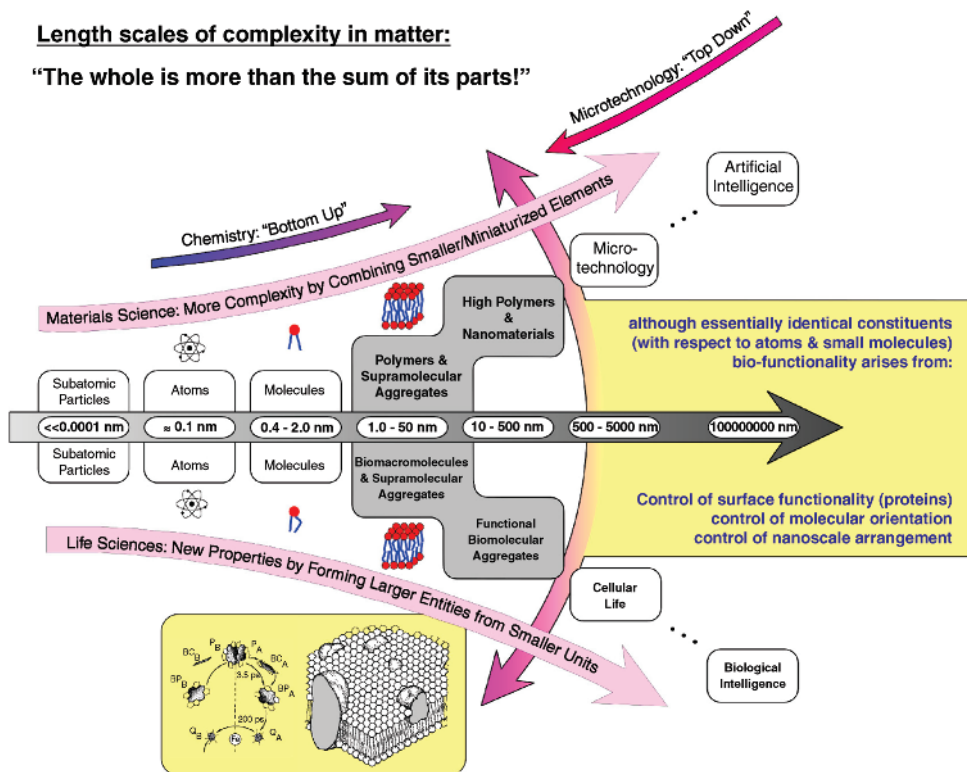 Length scales of complexity in matter:
“The whole is more than the sum of its parts!”
Microtechnology: “Top Down”
Chemistry: “Bottom Up”
Materials Science: More Complexity by Combining Smaller/Miniaturized Elements
Artificial
Intelligence
Micro-
technology
High Polymers
&
Nanomaterials
Polymers &
Supramolecular
Aggregates
Subatomic
Particles
Atoms
Molecules
although essentially identical constituents
(with respect to atoms & small molecules)
bio-functionality arises from:
<<0.0001 nm
≈ 0.1 nm
0.4 - 2.0 nm
1.0 - 50 nm
10 - 500 nm
500 - 5000 nm
100000000 nm
Subatomic
Particles
Atoms
Molecules
Biomacromolecules
& Supramolecular
Aggregates
Functional
Biomolecular
Aggregates
Control of surface functionality (proteins)
control of molecular orientation
control of nanoscale arrangement
Life Sciences: New Properties by Forming Larger Entities from Smaller Units
Cellular
Life
Biological
Intelligence
P B
P A
BC B
BC A
3.5 ps
BP B
BP A
200 ps
Q B
Fe
Q A